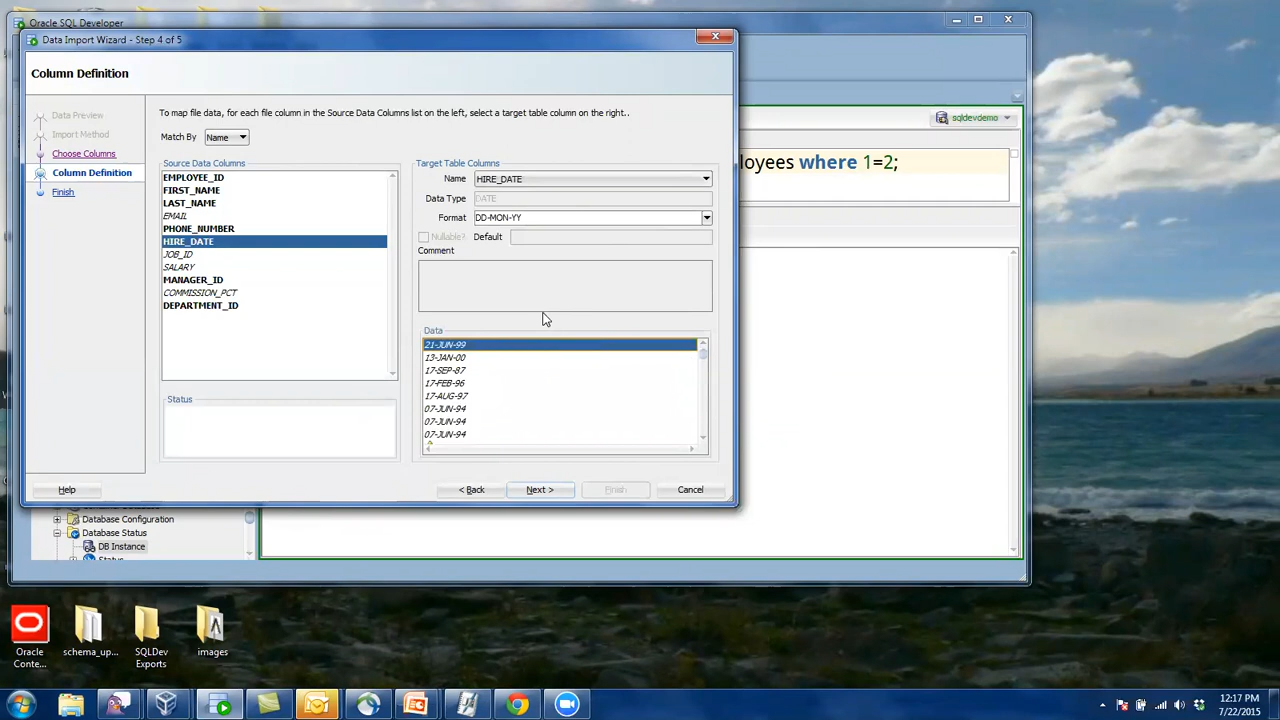 Oracle SQL Developer
Data Import Wizard - Step 4 of 5
Column Definition
Data Preview
Import Method
Choose Columns
Column Definition
Finish
To map file data, for each file column in the Source Data Columns list on the left, select a target table column on the right..
Match By Name
Source Data Columns
EMPLOYEE_ID
FIRST_NAME
LAST_NAME
EMAIL
PHONE_NUMBER
HIRE_DATE
JOB_ID
SALARY
MANAGER_ID
COMMISSION_PCT
DEPARTMENT_ID
Status
Target Table Columns
Name HIRE_DATE
Data Type DATE
Format DD-MON-YY
Nullable? Default
Comment
Data
21-JUN-99
13-JAN-00
17-SEP-87
17-FEB-96
17-AUG-97
07-JUN-94
07-JUN-94
07-JUN-94
Help
< Back
Next >
Finish
Cancel
sqldevdemo
ployees where 1=2;
Database Configuration
Database Status
DB Instance
Oracle
Conte...
schema_up...
SQLDev
Exports
images
12:17 PM
7/22/2015